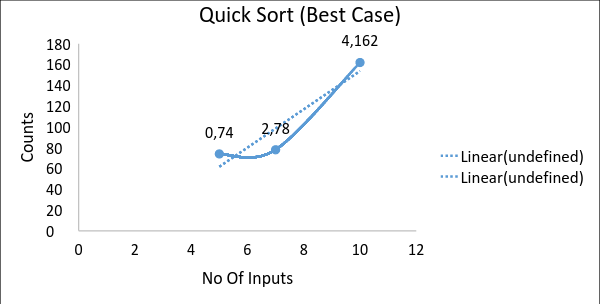 Quick Sort (Best Case)
4,162
180
160
140
120
100
80
60
40
20
0
0,74
2,78
Counts
0 2 4 6 8 10 12
No Of Inputs
Linear(undefined)
Linear(undefined)